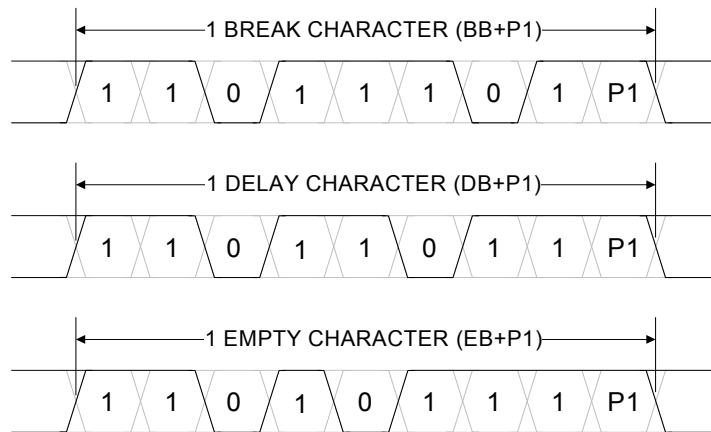 1 BREAK CHARACTER (BB+P1)
1 1 0 1 1 1 0 1 P1
1 DELAY CHARACTER (DB+P1)
1 1 0 1 1 0 1 1 P1
1 EMPTY CHARACTER (EB+P1)
1 1 0 1 0 1 1 1 P1